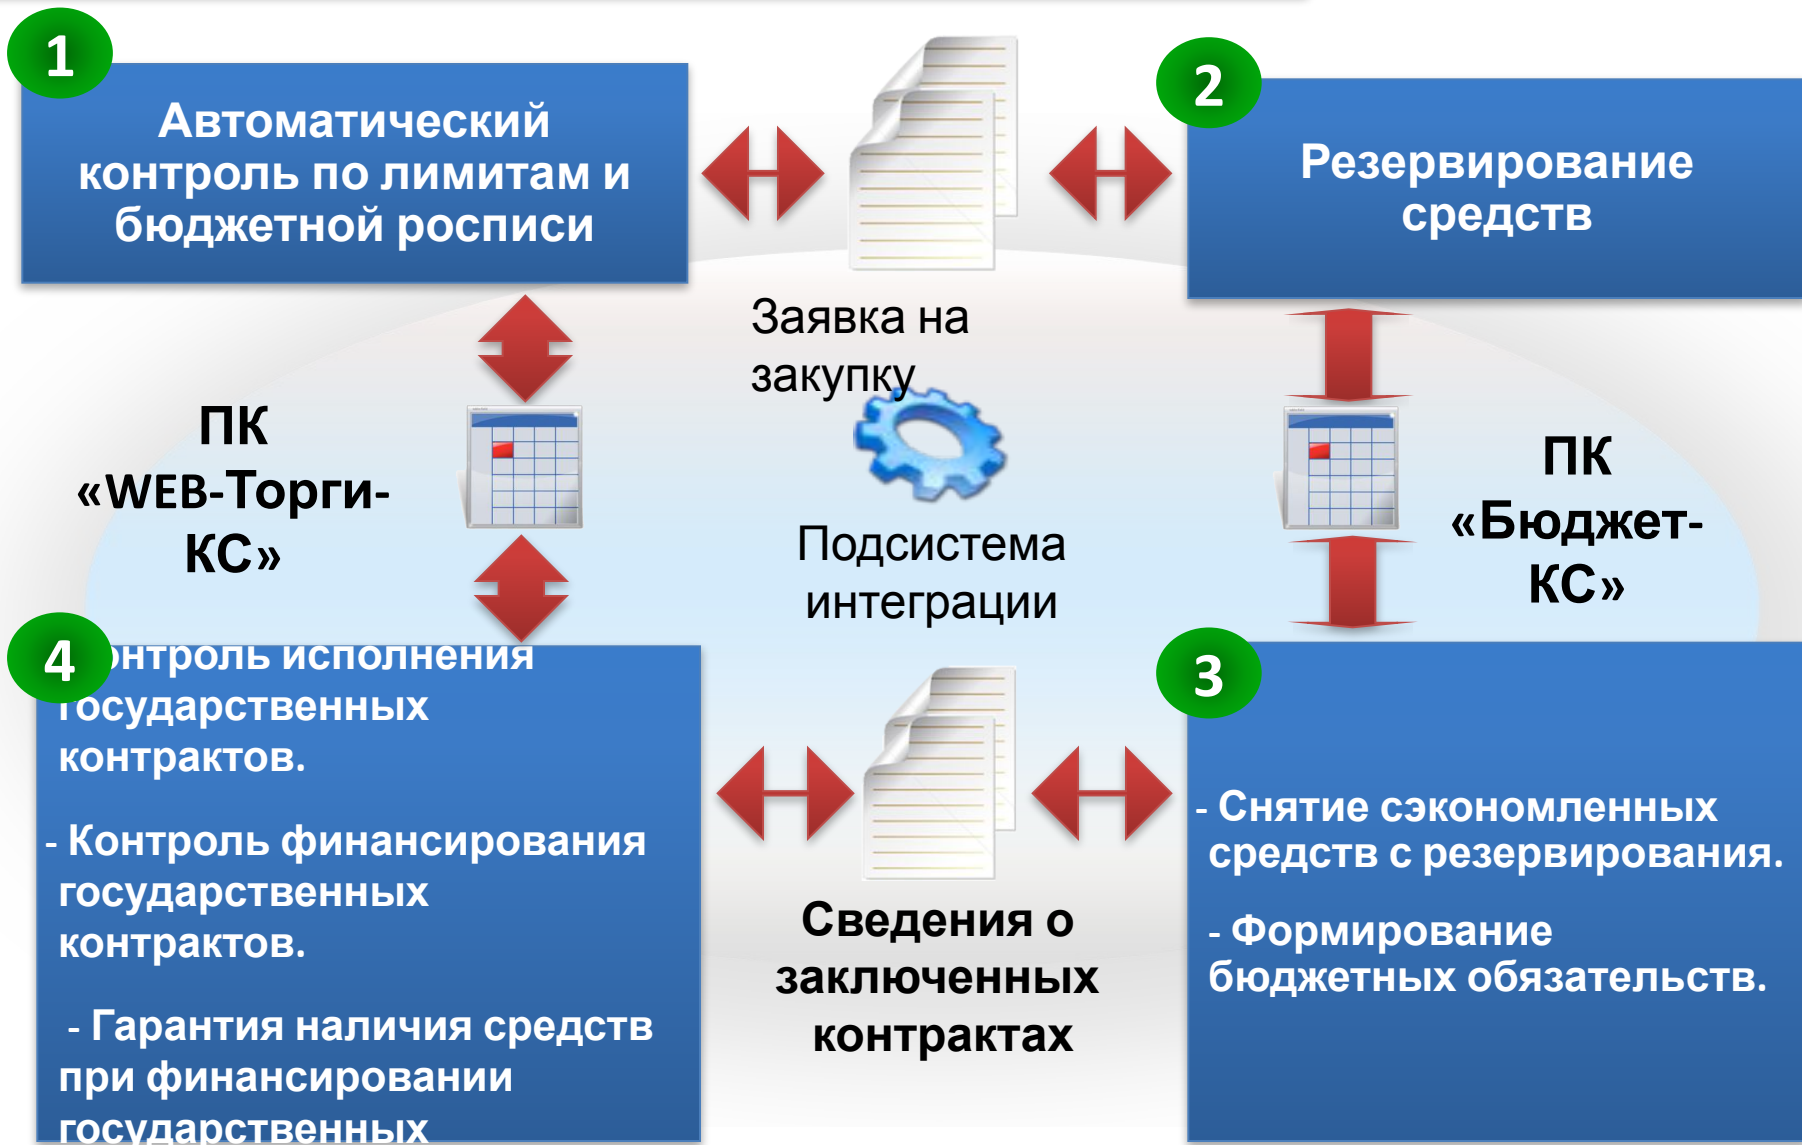 1
Автоматический
контроль по лимитам и
бюджетной росписи
2
Резервирование
средств
Заявка на
закупку
ПК
«WEB-Торги-
КС»
Подсистема
интеграции
ПК
«Бюджет-
КС»
4
онтроль исполнения
государственных
контрактов.
- Контроль финансирования
государственных
контрактов.
- Гарантия наличия средств
при финансировании
государственных
Сведения о
заключенных
контрактах
3
- Снятие сэкономленных
средств с резервирования.
- Формирование
бюджетных обязательств.